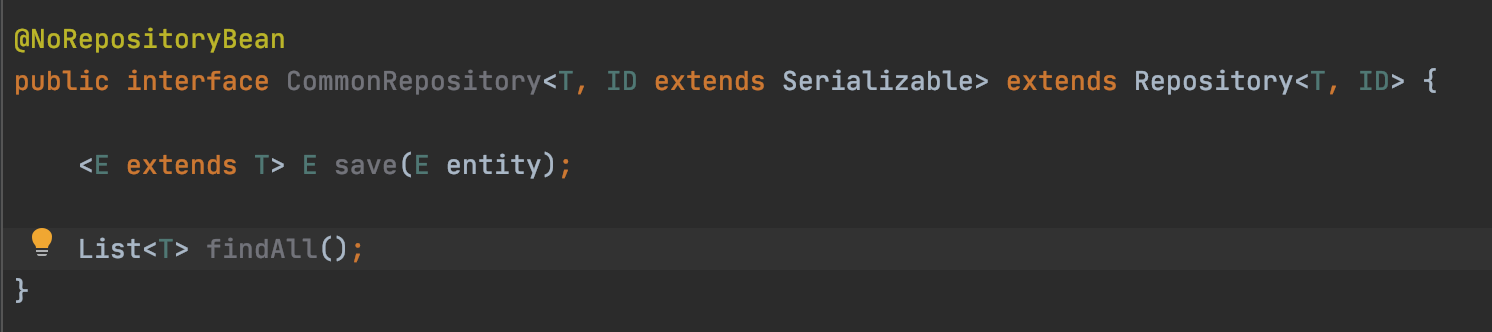 @NoRepositoryBean
public interface CommonRepository<T, ID extends Serializable> extends Repository<T, ID> {
<E extends T> E save(E entity);
List<T> findAll();
}